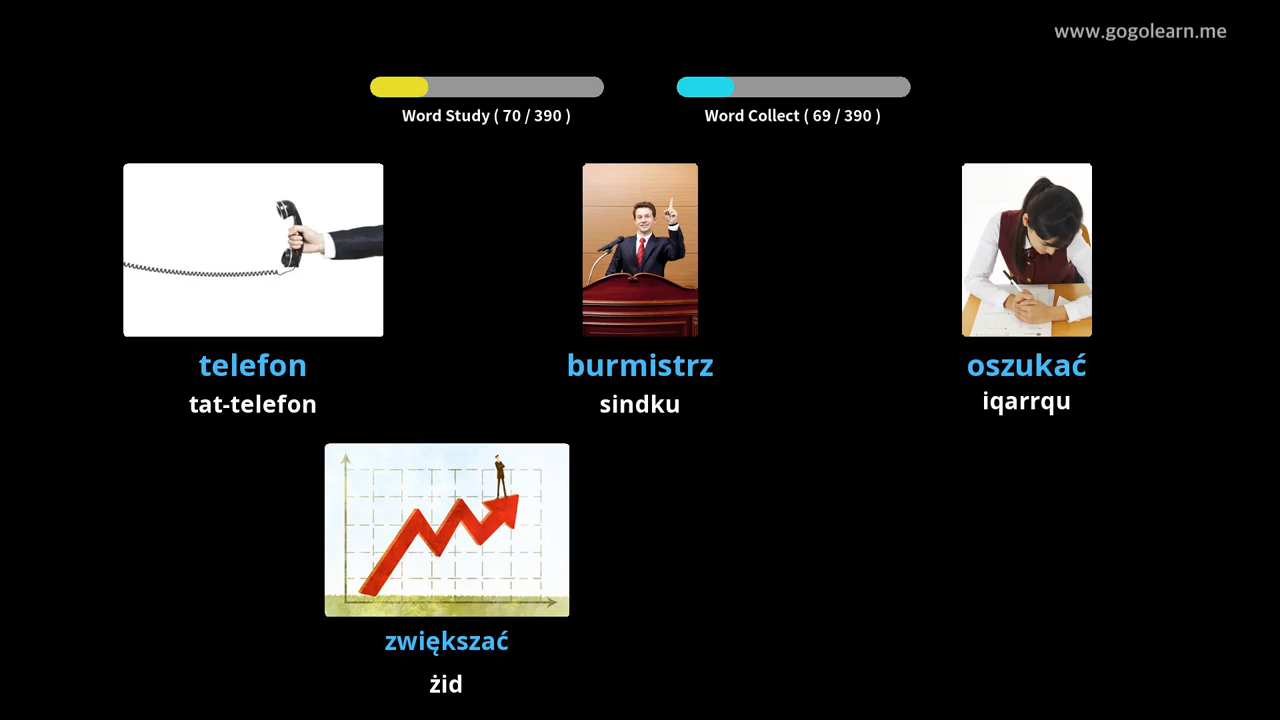 www.gogolearn.me
Word Study ( 70 / 390 )
Word Collect ( 69 / 390 )
telefon
tat-telefon
burmistrz
sindku
oszukać
iqarrqu
zwiększać
żid